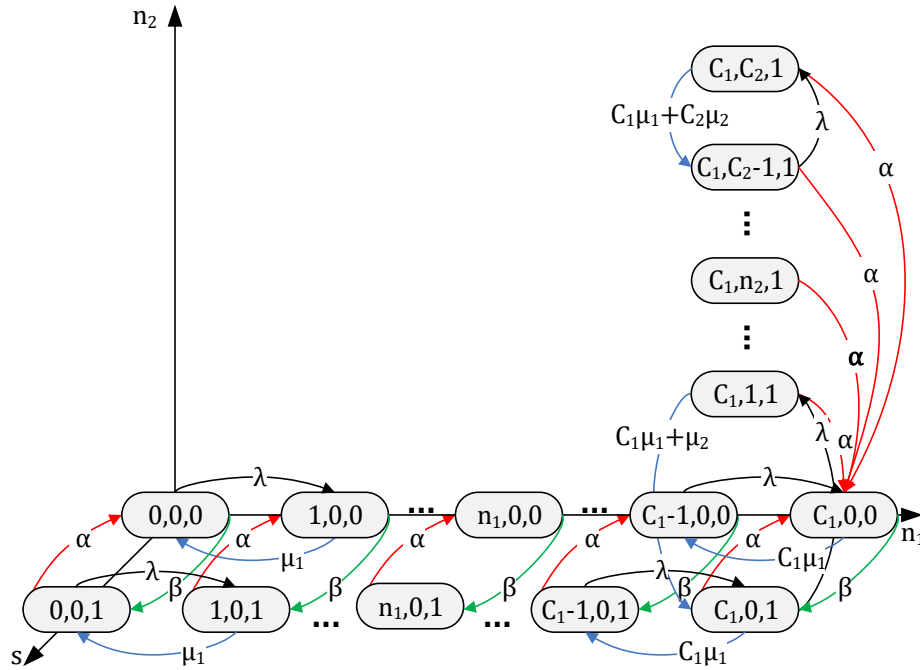 n₂
C₁,C₂,1
C₁μ₁+C₂μ₂
λ
α
C₁,C₂-1,1
⋮
C₁,n₂,1
α
⋮
α
C₁,1,1
C₁μ₁+μ₂
λ
α
λ
λ
0,0,0
1,0,0
...
n₁,0,0
...
C₁-1,0,0
C₁,0,0
n₁
α
μ₁
α
α
α
C₁μ₁
λ
β
β
β
λ
β
β
0,0,1
1,0,1
...
n₁,0,1
...
C₁-1,0,1
C₁,0,1
s
μ₁
C₁μ₁